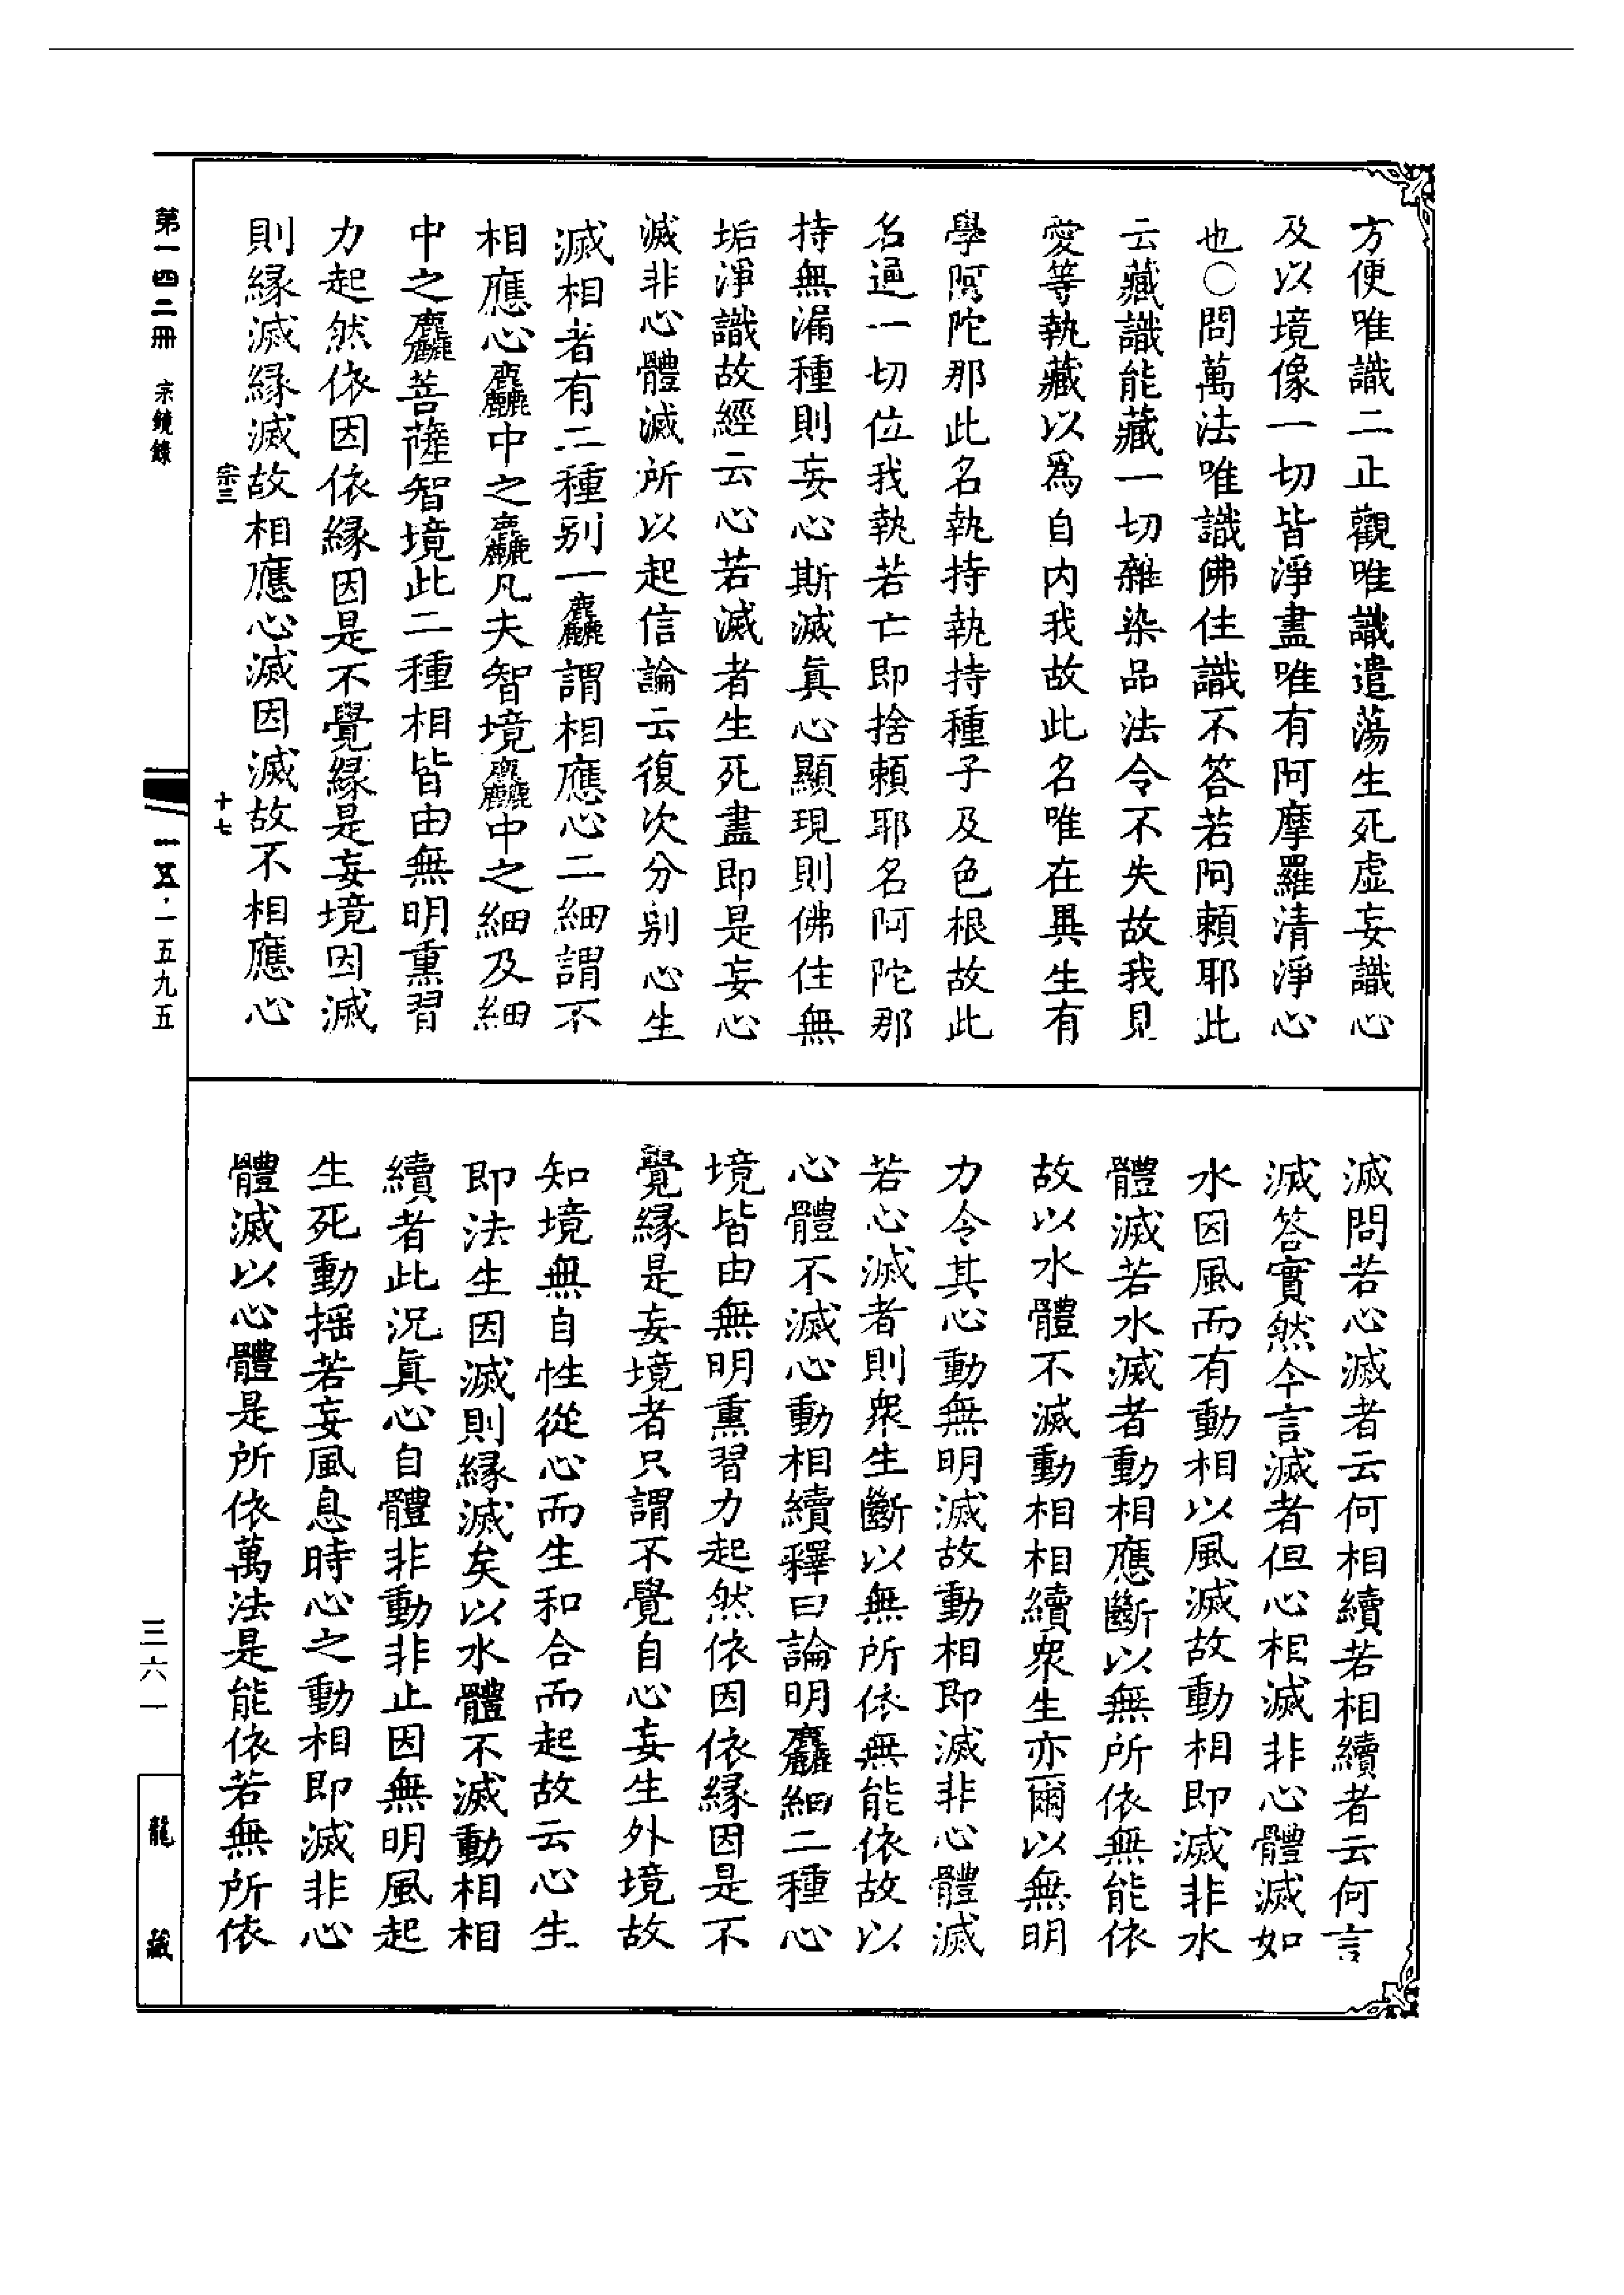 方便唯識二止觀唯識遣蕩生死虛妄識心
及以境像一切皆淨盡唯有阿摩羅清淨心
也○問萬法唯識佛住識不答若阿賴耶此
云藏識能藏一切雜染品法令不失故我見
愛等執藏以爲自内我故此名唯在異生有
學阿陀那此名執持執持種子及色根故此
名通一切位我執若亡即捨賴耶名阿陀那
持無漏種則妄心斯滅真心顯現則佛住無
垢淨識故經云心若滅者生死盡即是妄心
滅非心體滅所以起信論云復次分别心生
滅相者有二種别一麤謂相應心二細謂不
相應心麤中之麤凡夫智境麤中之細及細
中之麤菩薩智境此二種相皆由無明熏習
力起然依因依縁因是不覺縁是妄境因滅
則縁滅縁滅故相應心滅因滅故不相應心
滅問若心滅者云何相續若相續者云何言
滅答實然今言滅者但心相滅非心體滅如
水因風而有動相以風滅故動相即滅非水
體滅若水滅者動相應斷以無所依無能依
故以水體不滅動相相續衆生亦爾以無明
力令其心動無明滅故動相即滅非心體滅
若心滅者則衆生斷以無所依無能依故以
心體不滅心動相續釋曰論明麤細二種心
境皆由無明熏習力起然依因依縁因是不
覺縁是妄境者只謂不覺自心妄生外境故
知境無自性從心而生和合而起故云心生
即法生因滅則縁滅矣以水體不滅動相相
續者此況真心自體非動非止因無明風起
生死動揺若妄風息時心之動相即滅非心
體滅以心體是所依萬法是能依若無所依
第一四二冊 宗鏡錄
宗三
十七
一五·一五九五
三六一
龍藏